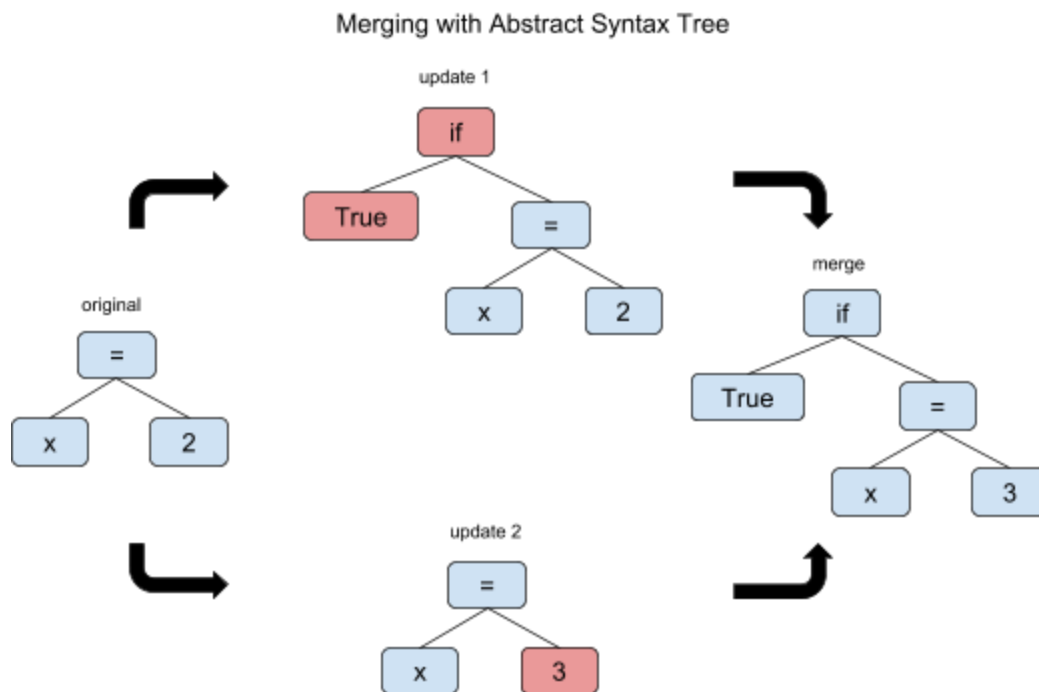 Merging with Abstract Syntax Tree
update 1
if
True
=
x
2
original
=
x
2
update 2
=
x
3
merge
if
True
=
x
3